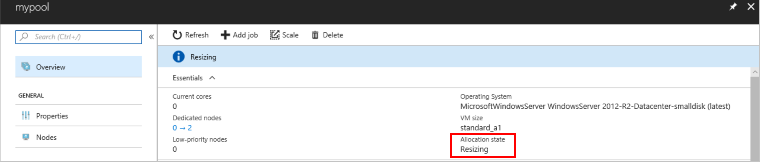 mypool
Search (Ctrl+/)
Overview
GENERAL
Properties
Nodes
Refresh
Add job
Scale
Delete
Resizing
Essentials
Current cores
0
Dedicated nodes
0 → 2
Low-priority nodes
0
Operating System
MicrosoftWindowsServer WindowsServer 2012-R2-Datacenter-smalldisk (latest)
VM size
standard_a1
Allocation state
Resizing